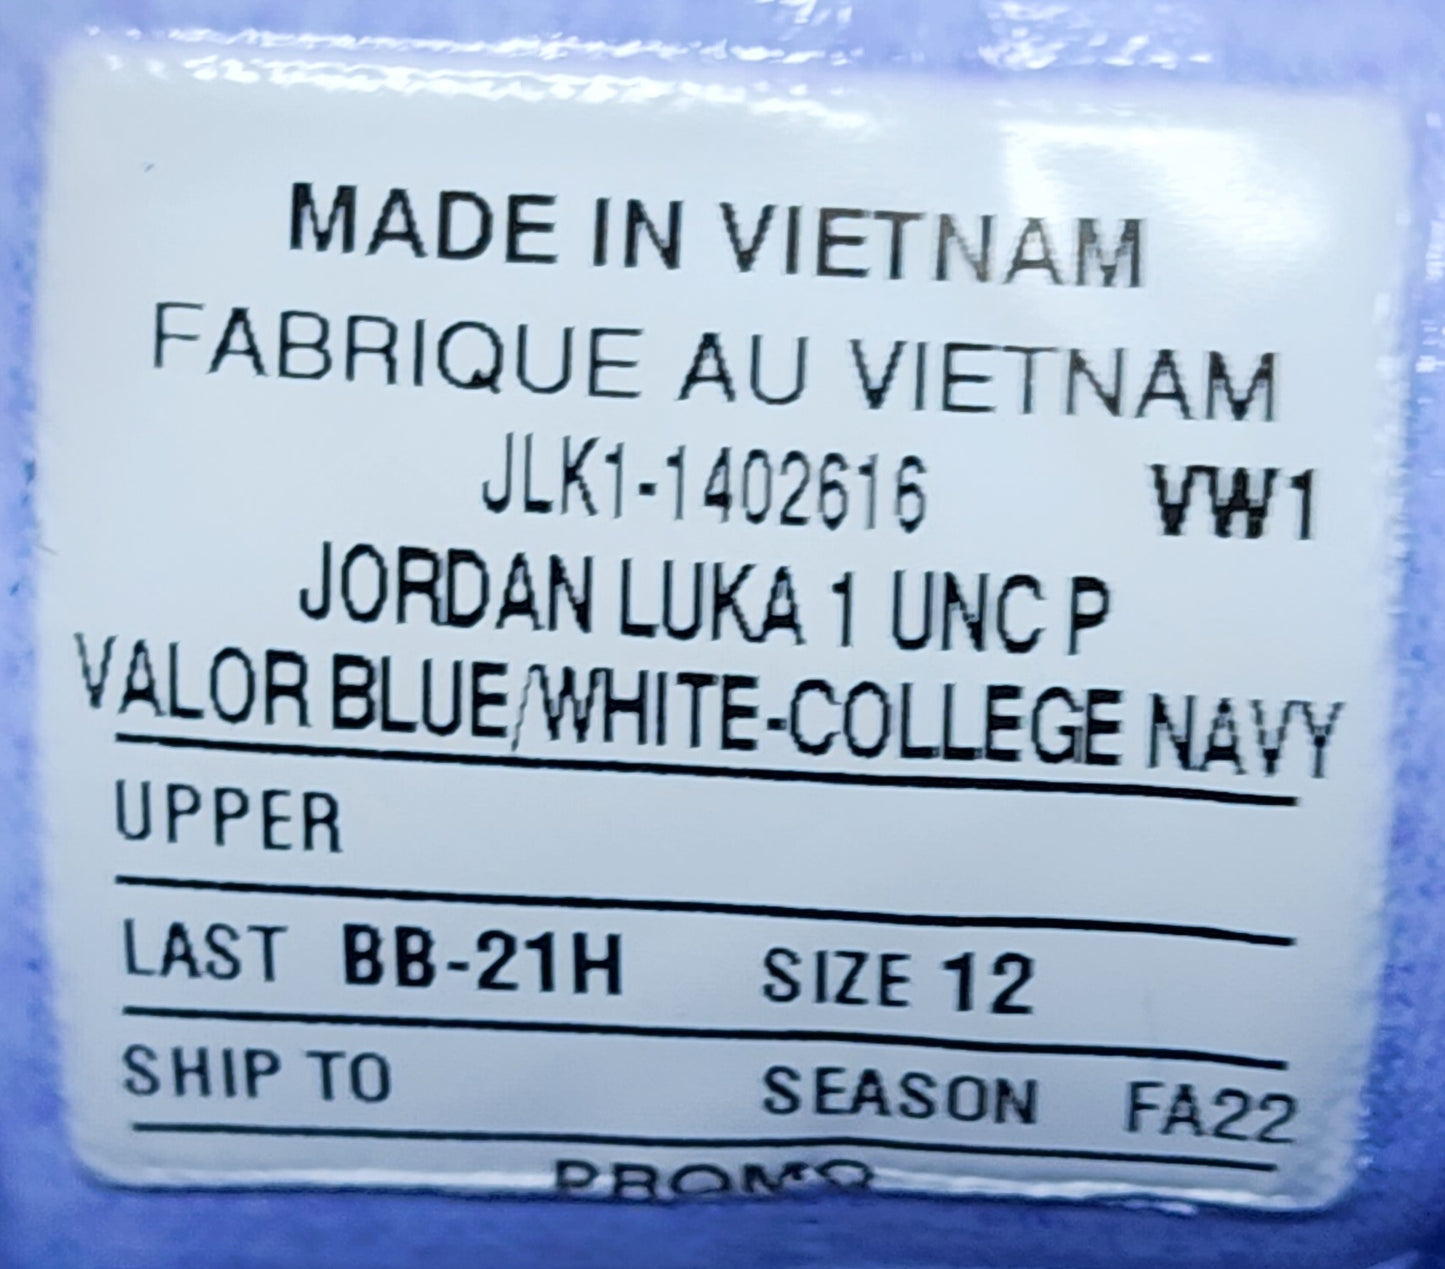 MADE IN VIETNAM
FABRIQUE AU VIETNAM
JLK1-1402616 VW1
JORDAN LUKA 1 UNC P
VALOR BLUE/WHITE-COLLEGE NAVY
UPPER
LAST BB-21H SIZE 12
SHIP TO SEASON FA22
PROMO